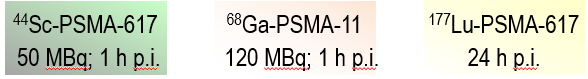 ⁴⁴Sc-PSMA-617
50 MBq; 1 h p.i.
⁶⁸Ga-PSMA-11
120 MBq; 1 h p.i.
¹⁷⁷Lu-PSMA-617
24 h p.i.